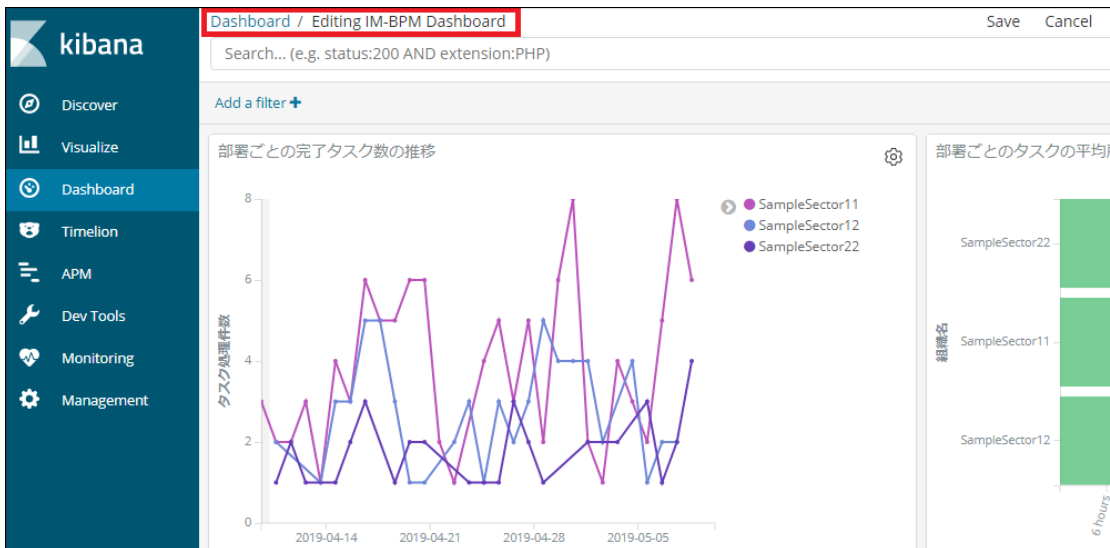 kibana
Discover
Visualize
Dashboard
Timelion
APM
Dev Tools
Monitoring
Management
Dashboard / Editing IM-BPM Dashboard
Save Cancel
Search... (e.g. status:200 AND extension:PHP)
Add a filter +
部署ごとの完了タスク数の推移
タスク処理件数
8
6
4
2
0
2019-04-14 2019-04-21 2019-04-28 2019-05-05
SampleSector11
SampleSector12
SampleSector22
部署ごとのタスクの平均
組織名
SampleSector22
SampleSector11
SampleSector12
6 hours